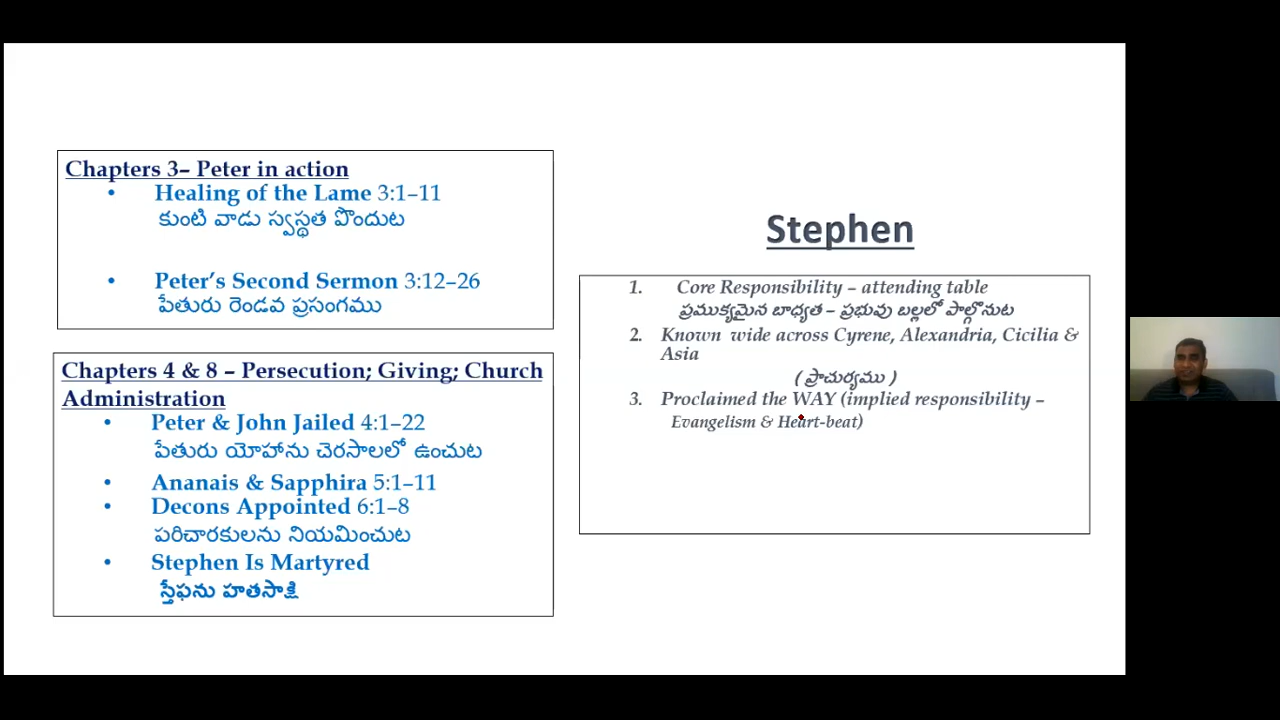 Chapters 3– Peter in action
• Healing of the Lame 3:1–11
కుంటి వాడు స్వస్థత పొందుట
• Peter's Second Sermon 3:12–26
పేతురు రెండవ ప్రసంగము
Chapters 4 & 8 – Persecution; Giving; Church
Administration
• Peter & John Jailed 4:1–22
పేతురు యోహాను చెరసాలలో ఉంచుట
• Ananais & Sapphira 5:1–11
• Decons Appointed 6:1–8
పరిచారకులను నియమించుట
• Stephen Is Martyred
స్తేఫను హతసాక్షి
Stephen
1. Core Responsibility – attending table
ప్రముక్యమైన బాధ్యత – ప్రభువు బల్లలో పాల్గొనుట
2. Known wide across Cyrene, Alexandria, Cicilia &
Asia
( ప్రాచుర్యము )
3. Proclaimed the WAY (implied responsibility –
Evangelism & Heart-beat)